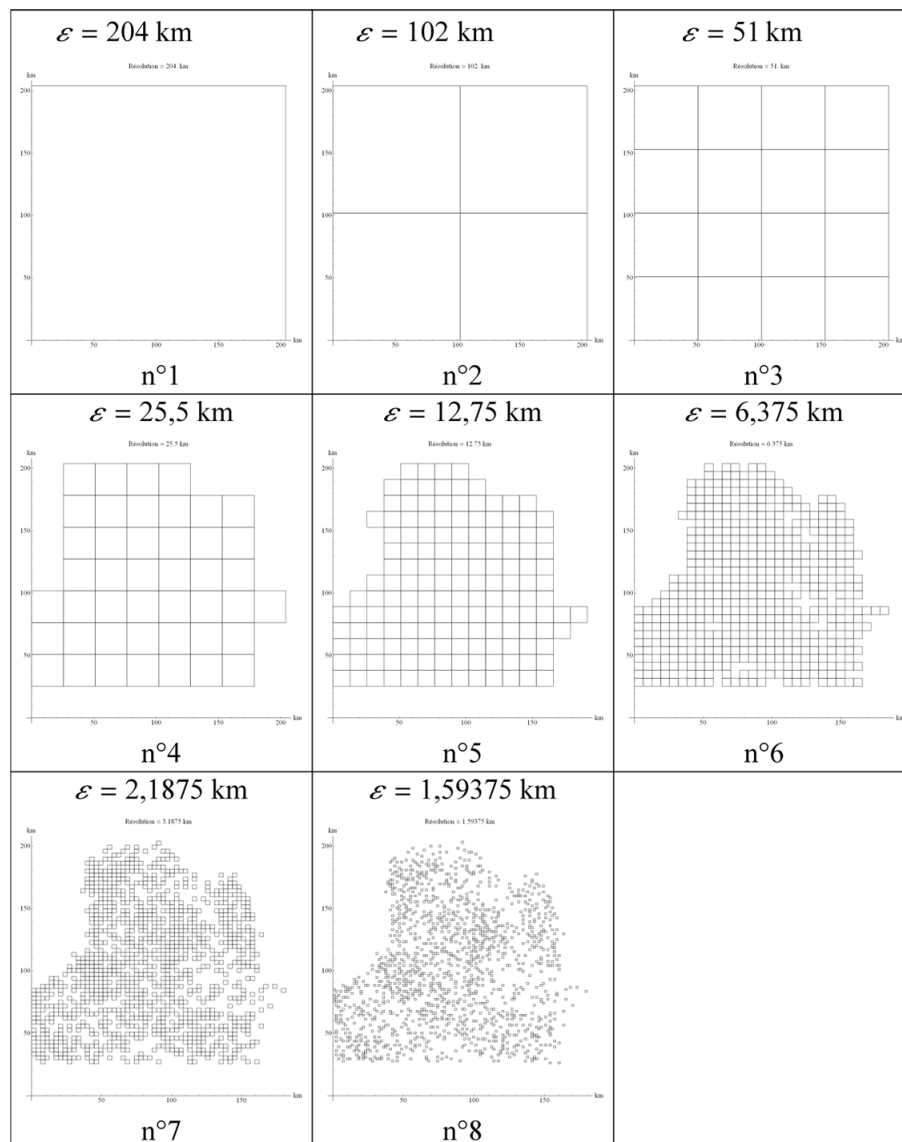 ε = 204 km
ε = 102 km
ε = 51 km
Résolution = 204. km
Résolution = 102. km
Résolution = 51. km
km
200
150
100
50
50
100
150
200
km
km
200
150
100
50
50
100
150
200
km
km
200
150
100
50
50
100
150
200
km
n°1
n°2
n°3
ε = 25,5 km
ε = 12,75 km
ε = 6,375 km
Résolution = 25.5 km
Résolution = 12.75 km
Résolution = 6.375 km
km
200
150
100
50
50
100
150
200
km
km
200
150
100
50
50
100
150
km
km
200
150
100
50
50
100
150
km
n°4
n°5
n°6
ε = 2,1875 km
ε = 1,59375 km
Résolution = 3.1875 km
Résolution = 1.59375 km
km
200
150
100
50
50
100
150
km
km
200
150
100
50
50
100
150
km
n°7
n°8